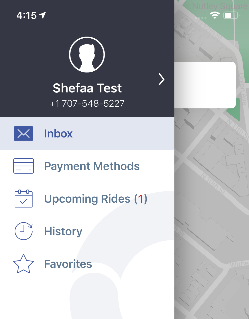 4:15
Shefaa Test
+1 707-548-5227
Inbox
Payment Methods
Upcoming Rides (1)
History
Favorites